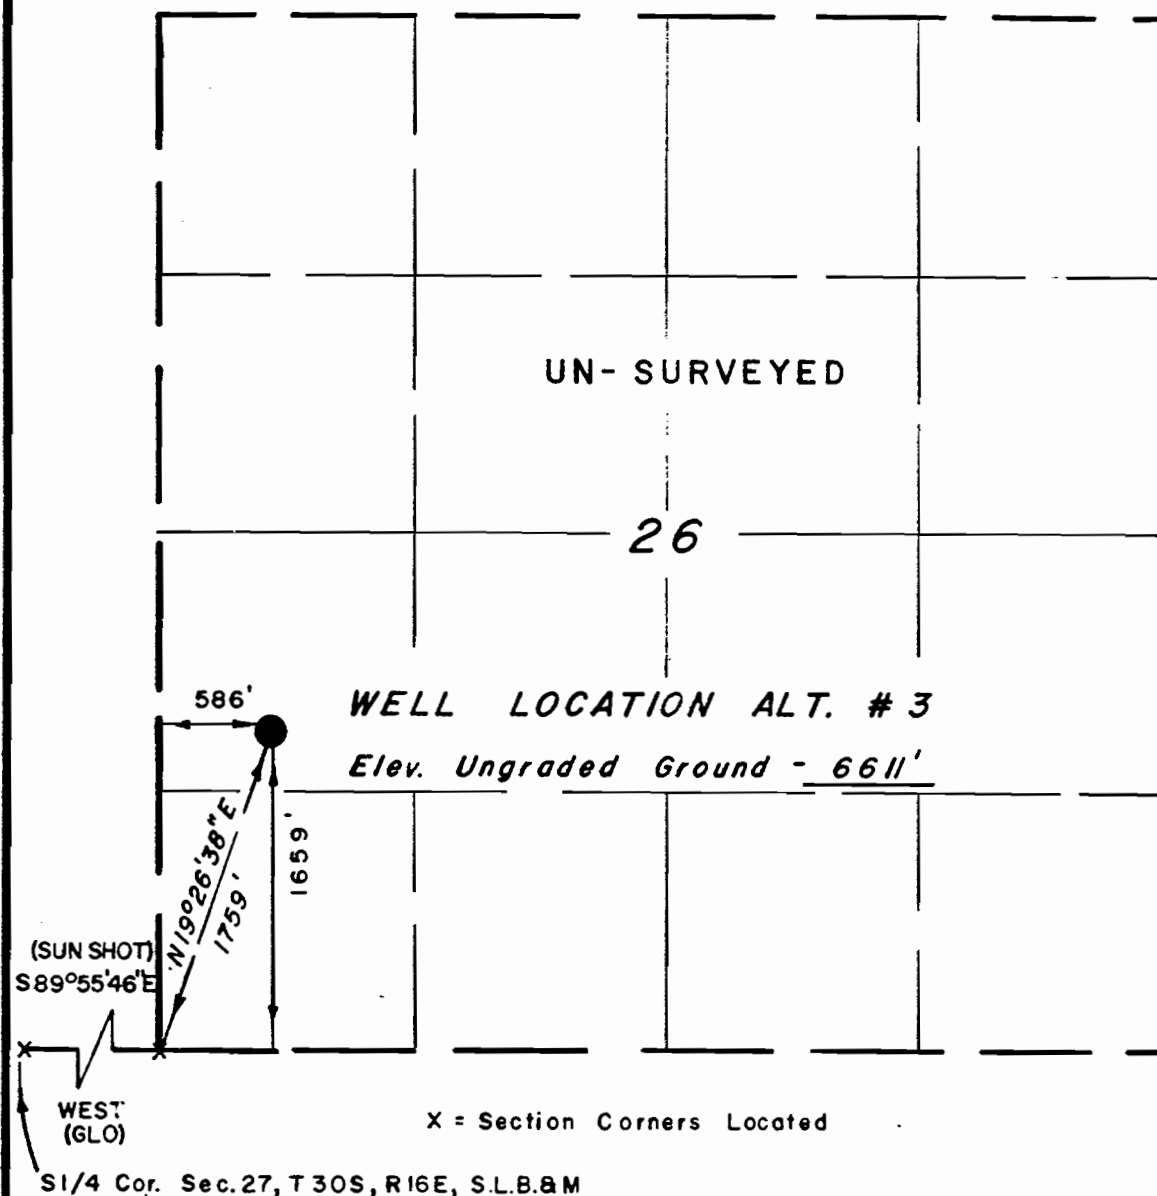 UN- SURVEYED
26
586'
WELL LOCATION ALT. # 3
Elev. Ungraded Ground - 6611'
N19°26'38"E
1759'
1659'
(SUN SHOT)
S89°55'46"E
WEST
(GLO)
X = Section Corners Located
S1/4 Cor. Sec.27, T30S, R16E, S.L.B.&M